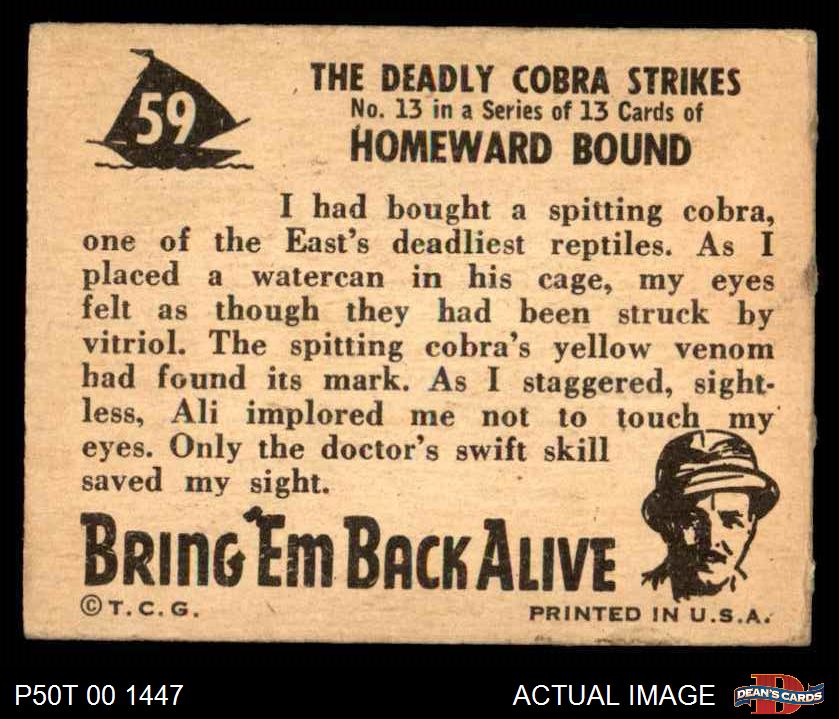 59
THE DEADLY COBRA STRIKES
No. 13 in a Series of 13 Cards of
HOMEWARD BOUND
I had bought a spitting cobra,
one of the East's deadliest reptiles. As I
placed a watercan in his cage, my eyes
felt as though they had been struck by
vitriol. The spitting cobra's yellow venom
had found its mark. As I staggered, sight-
less, Ali implored me not to touch my
eyes. Only the doctor's swift skill
saved my sight.
BRING 'EM BACK ALIVE
© T. C. G.
PRINTED IN U.S.A.
P50T 00 1447
ACTUAL IMAGE
D
DEAN'S CARDS